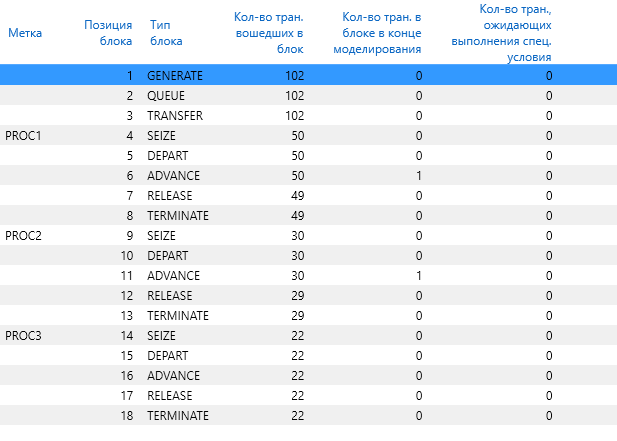 Метка Позиция блока Тип блока Кол-во тран. вошедших в блок Кол-во тран. в блоке в конце моделирования Кол-во тран., ожидающих выполнения спец. условия
1 GENERATE 102 0 0
2 QUEUE 102 0 0
3 TRANSFER 102 0 0
PROC1 4 SEIZE 50 0 0
5 DEPART 50 0 0
6 ADVANCE 50 1 0
7 RELEASE 49 0 0
8 TERMINATE 49 0 0
PROC2 9 SEIZE 30 0 0
10 DEPART 30 0 0
11 ADVANCE 30 1 0
12 RELEASE 29 0 0
13 TERMINATE 29 0 0
PROC3 14 SEIZE 22 0 0
15 DEPART 22 0 0
16 ADVANCE 22 0 0
17 RELEASE 22 0 0
18 TERMINATE 22 0 0